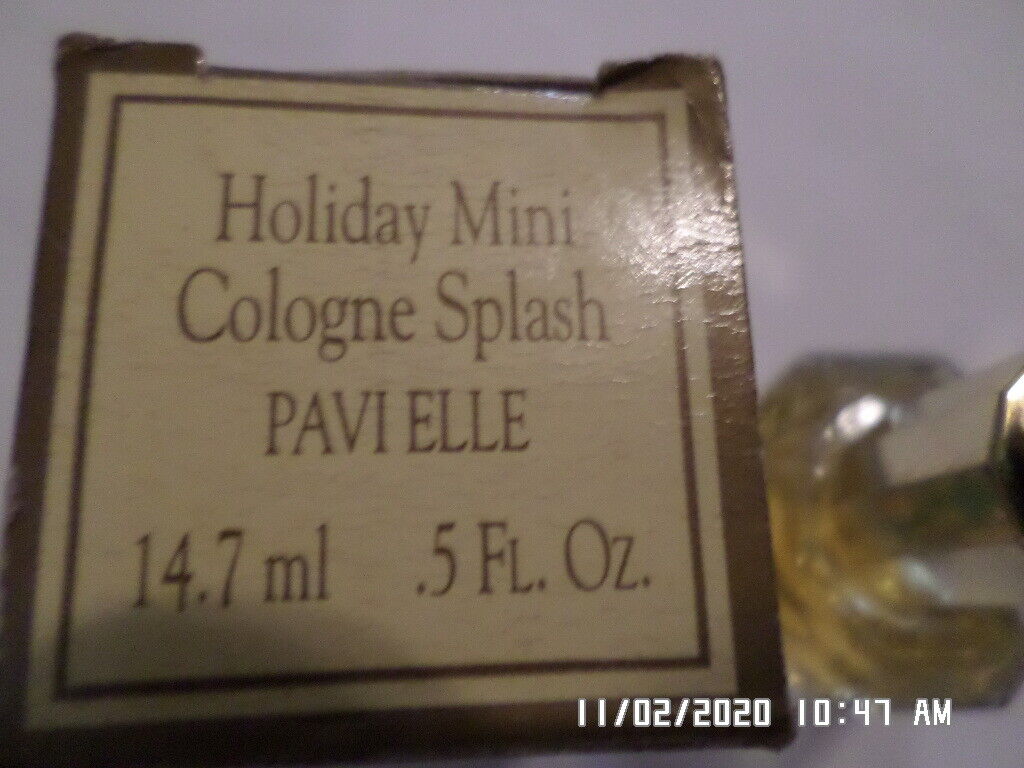 Holiday Mini
Cologne Splash
PAVI ELLE
14.7 ml .5 FL. OZ.
11/02/2020 10:47 AM